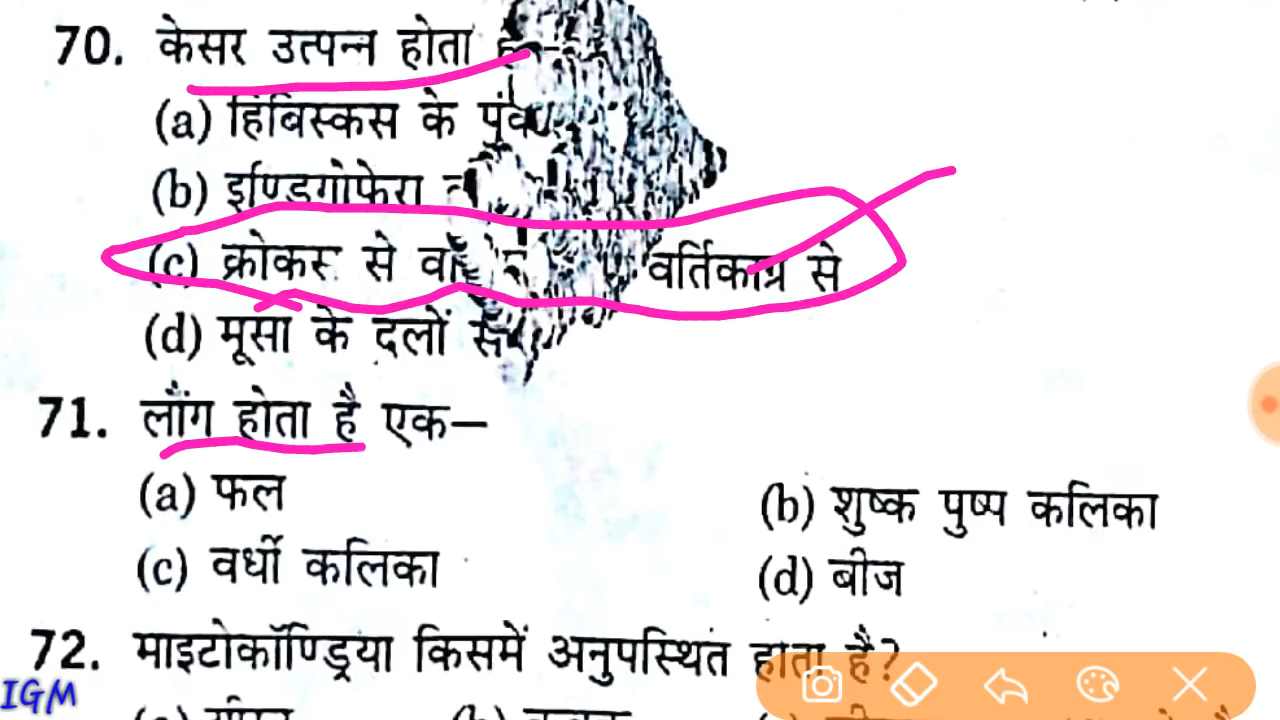 70. केसर उत्पन्न होता
(a) हिबिस्कस के
(b) इण्डिगोफेरा
(c) क्रोकस से वर्तिकाग्र से
(d) मूसा के दलों से
71. लौंग होता है एक—
(a) फल (b) शुष्क पुष्प कलिका
(c) वर्धी कलिका (d) बीज
72. माइटोकॉण्ड्रिया किसमें अनुपस्थित होता है?
IGM